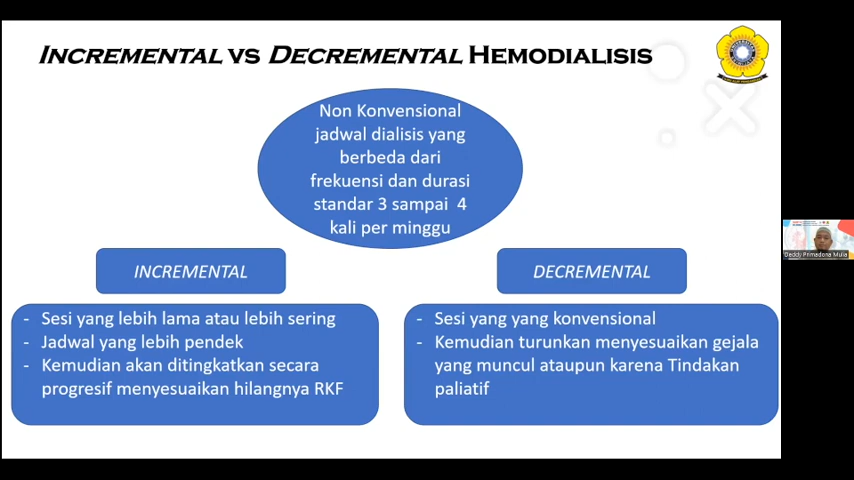 INCREMENTAL VS DECREMENTAL HEMODIALISIS
Non Konvensional
jadwal dialisis yang
berbeda dari
frekuensi dan durasi
standar 3 sampai 4
kali per minggu
INCREMENTAL
- Sesi yang lebih lama atau lebih sering
- Jadwal yang lebih pendek
- Kemudian akan ditingkatkan secara
progresif menyesuaikan hilangnya RKF
DECREMENTAL
- Sesi yang yang konvensional
- Kemudian turunkan menyesuaikan gejala
yang muncul ataupun karena Tindakan
paliatif
Deddy Primadona Mula